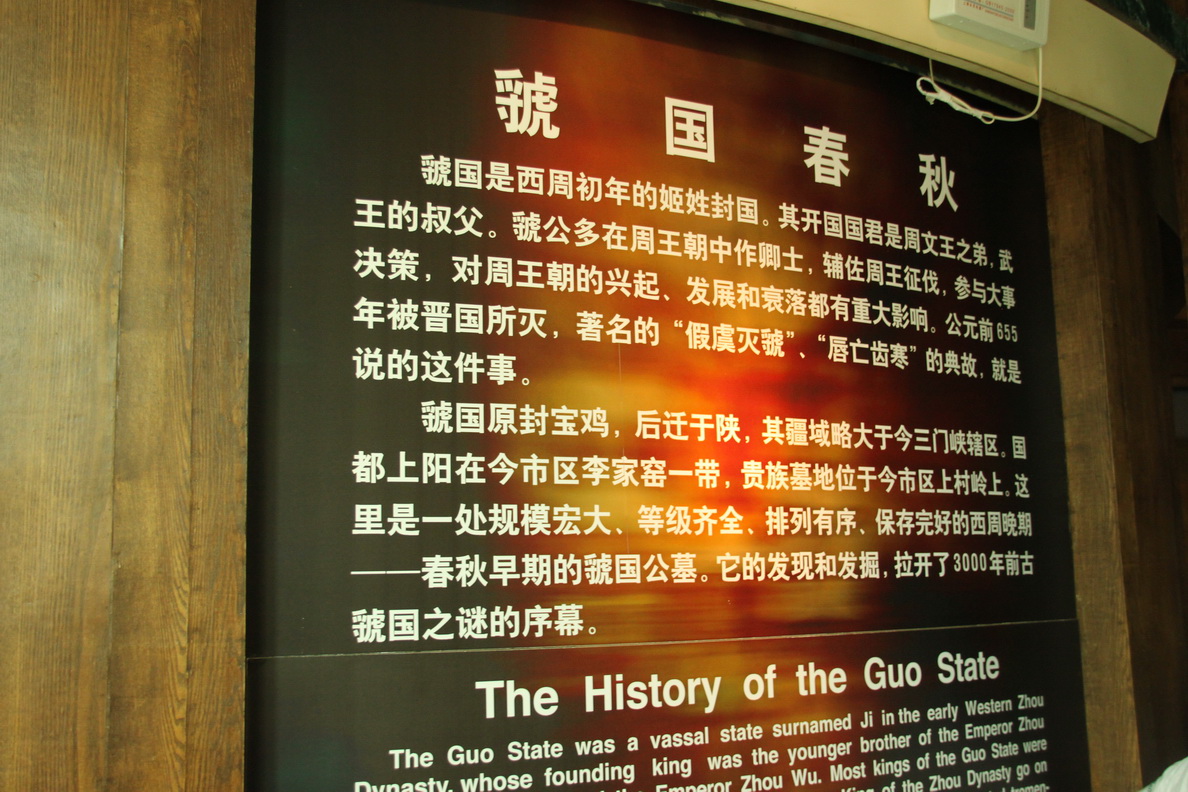 虢国春秋
虢国是西周初年的姬姓封国。其开国国君是周文王之弟，武
王的叔父。虢公多在周王朝中作卿士，辅佐周王征伐，参与大事
决策，对周王朝的兴起、发展和衰落都有重大影响。公元前655
年被晋国所灭，著名的“假虞灭虢”、“唇亡齿寒”的典故，就是
说的这件事。
虢国原封宝鸡，后迁于陕，其疆域略大于今三门峡辖区。国
都上阳在今市区李家窑一带，贵族墓地位于今市区上村岭上。这
里是一处规模宏大、等级齐全、排列有序、保存完好的西周晚期
——春秋早期的虢国公墓。它的发现和发掘，拉开了3000年前古
虢国之谜的序幕。
The History of the Guo State
The Guo State was a vassal state surnamed Ji in the early Western Zhou
Dynasty, whose founding king was the younger brother of the Emperor Zhou
Emperor Zhou Wu. Most kings of the Guo State were
King of the Zhou Dynasty go on